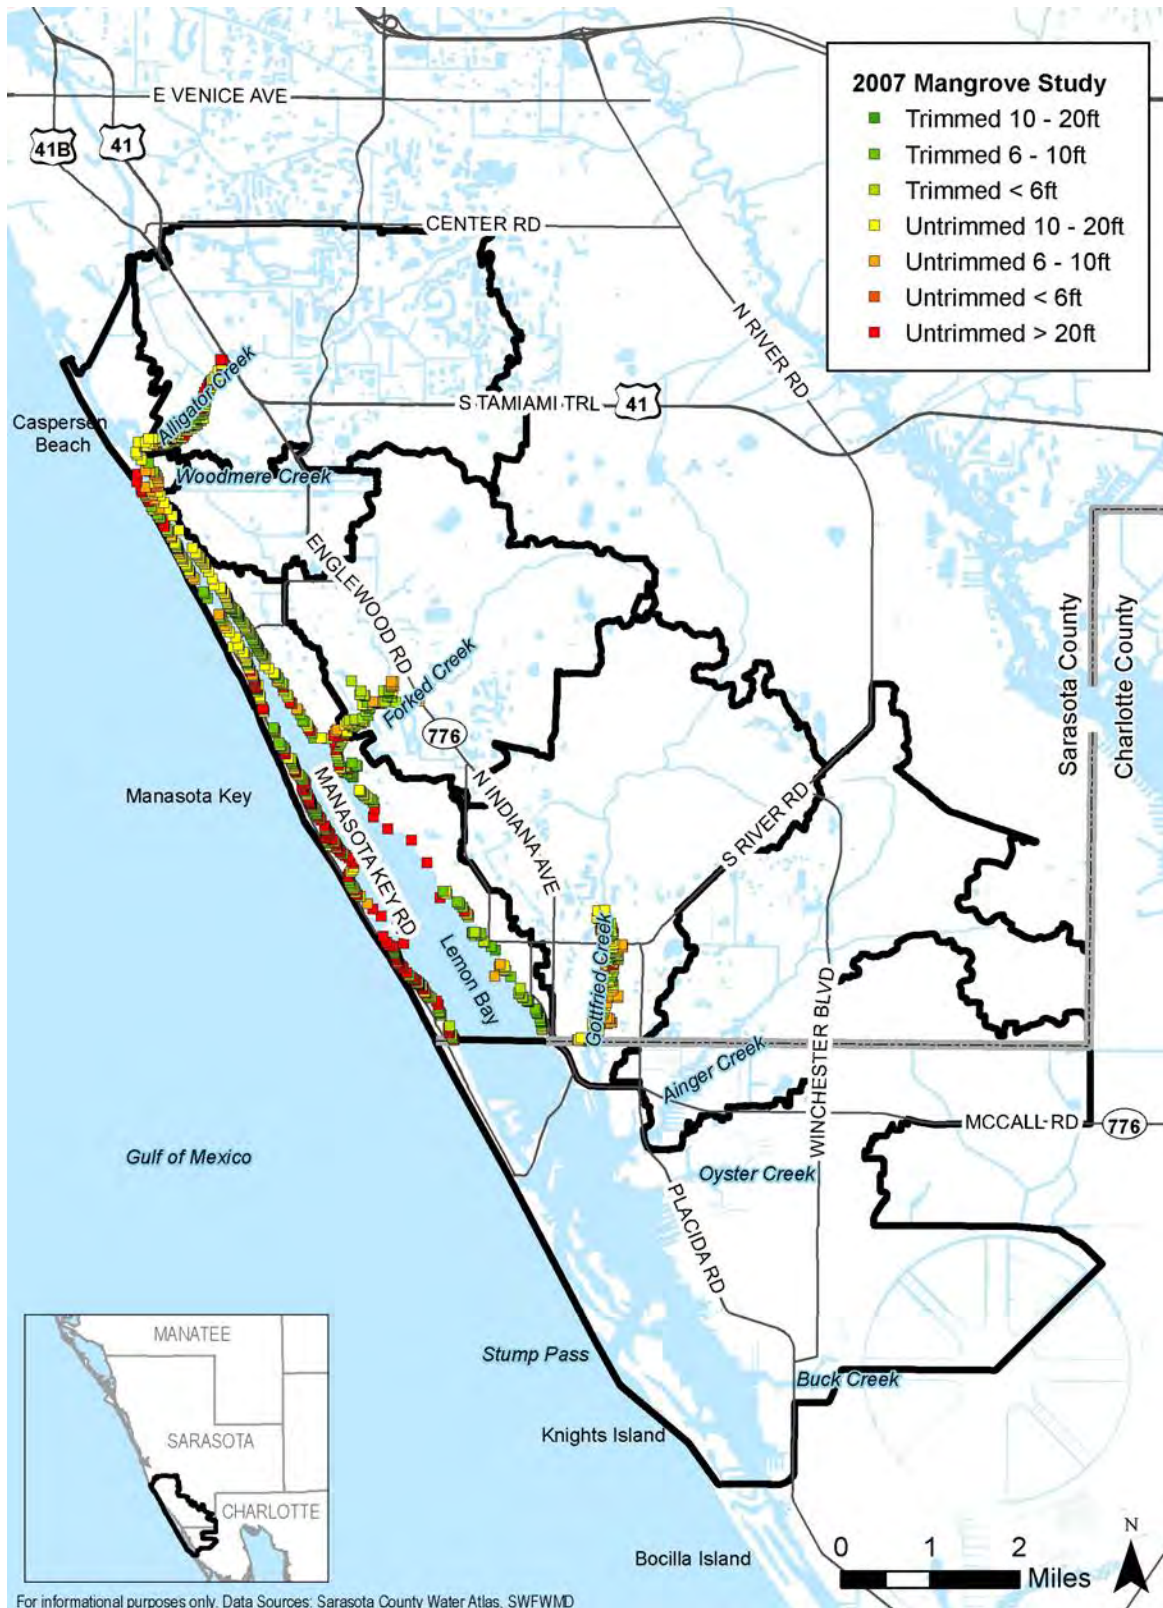 2007 Mangrove Study
Trimmed 10 - 20ft
Trimmed 6 - 10ft
Trimmed < 6ft
Untrimmed 10 - 20ft
Untrimmed 6 - 10ft
Untrimmed < 6ft
Untrimmed > 20ft
E VENICE AVE
41B
41
CENTER RD
N RIVER RD
Alligator Creek
S TAMIAMI TRL
41
Caspersen
Beach
Woodmere Creek
ENGLEWOOD RD
Sarasota County
Charlotte County
Forked Creek
776
Manasota Key
MANASOTA KEY RD
N INDIANA AVE
S RIVER RD
Lemon Bay
Gottfried Creek
WINCHESTER BLVD
Ainger Creek
MCCALL RD
776
Gulf of Mexico
Oyster Creek
PLACIDA RD
Stump Pass
Buck Creek
Knights Island
Bocilla Island
MANATEE
SARASOTA
CHARLOTTE
N
0 1 2
Miles
For informational purposes only. Data Sources: Sarasota County Water Atlas, SWFWMD